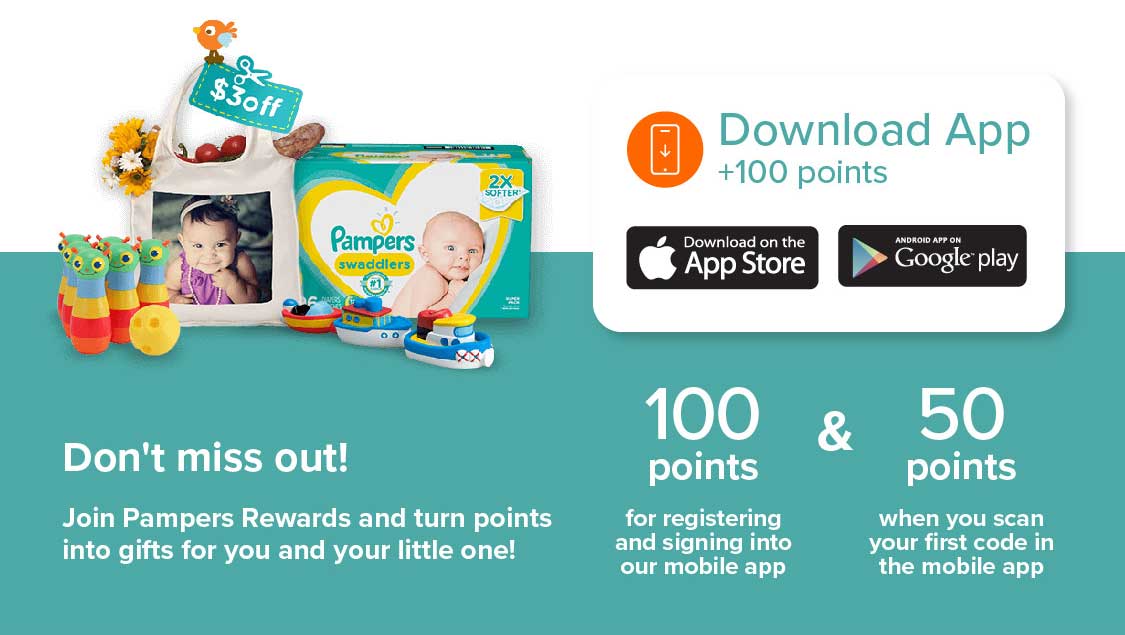 $3off
Pampers
2X
SOFTER*
Pampers
swaddlers
#1
Download App
+100 points
Download on the
App Store
ANDROID APP ON
Google play
Don't miss out!
Join Pampers Rewards and turn points
into gifts for you and your little one!
100
points
for registering
and signing into
our mobile app
&
50
points
when you scan
your first code in
the mobile app